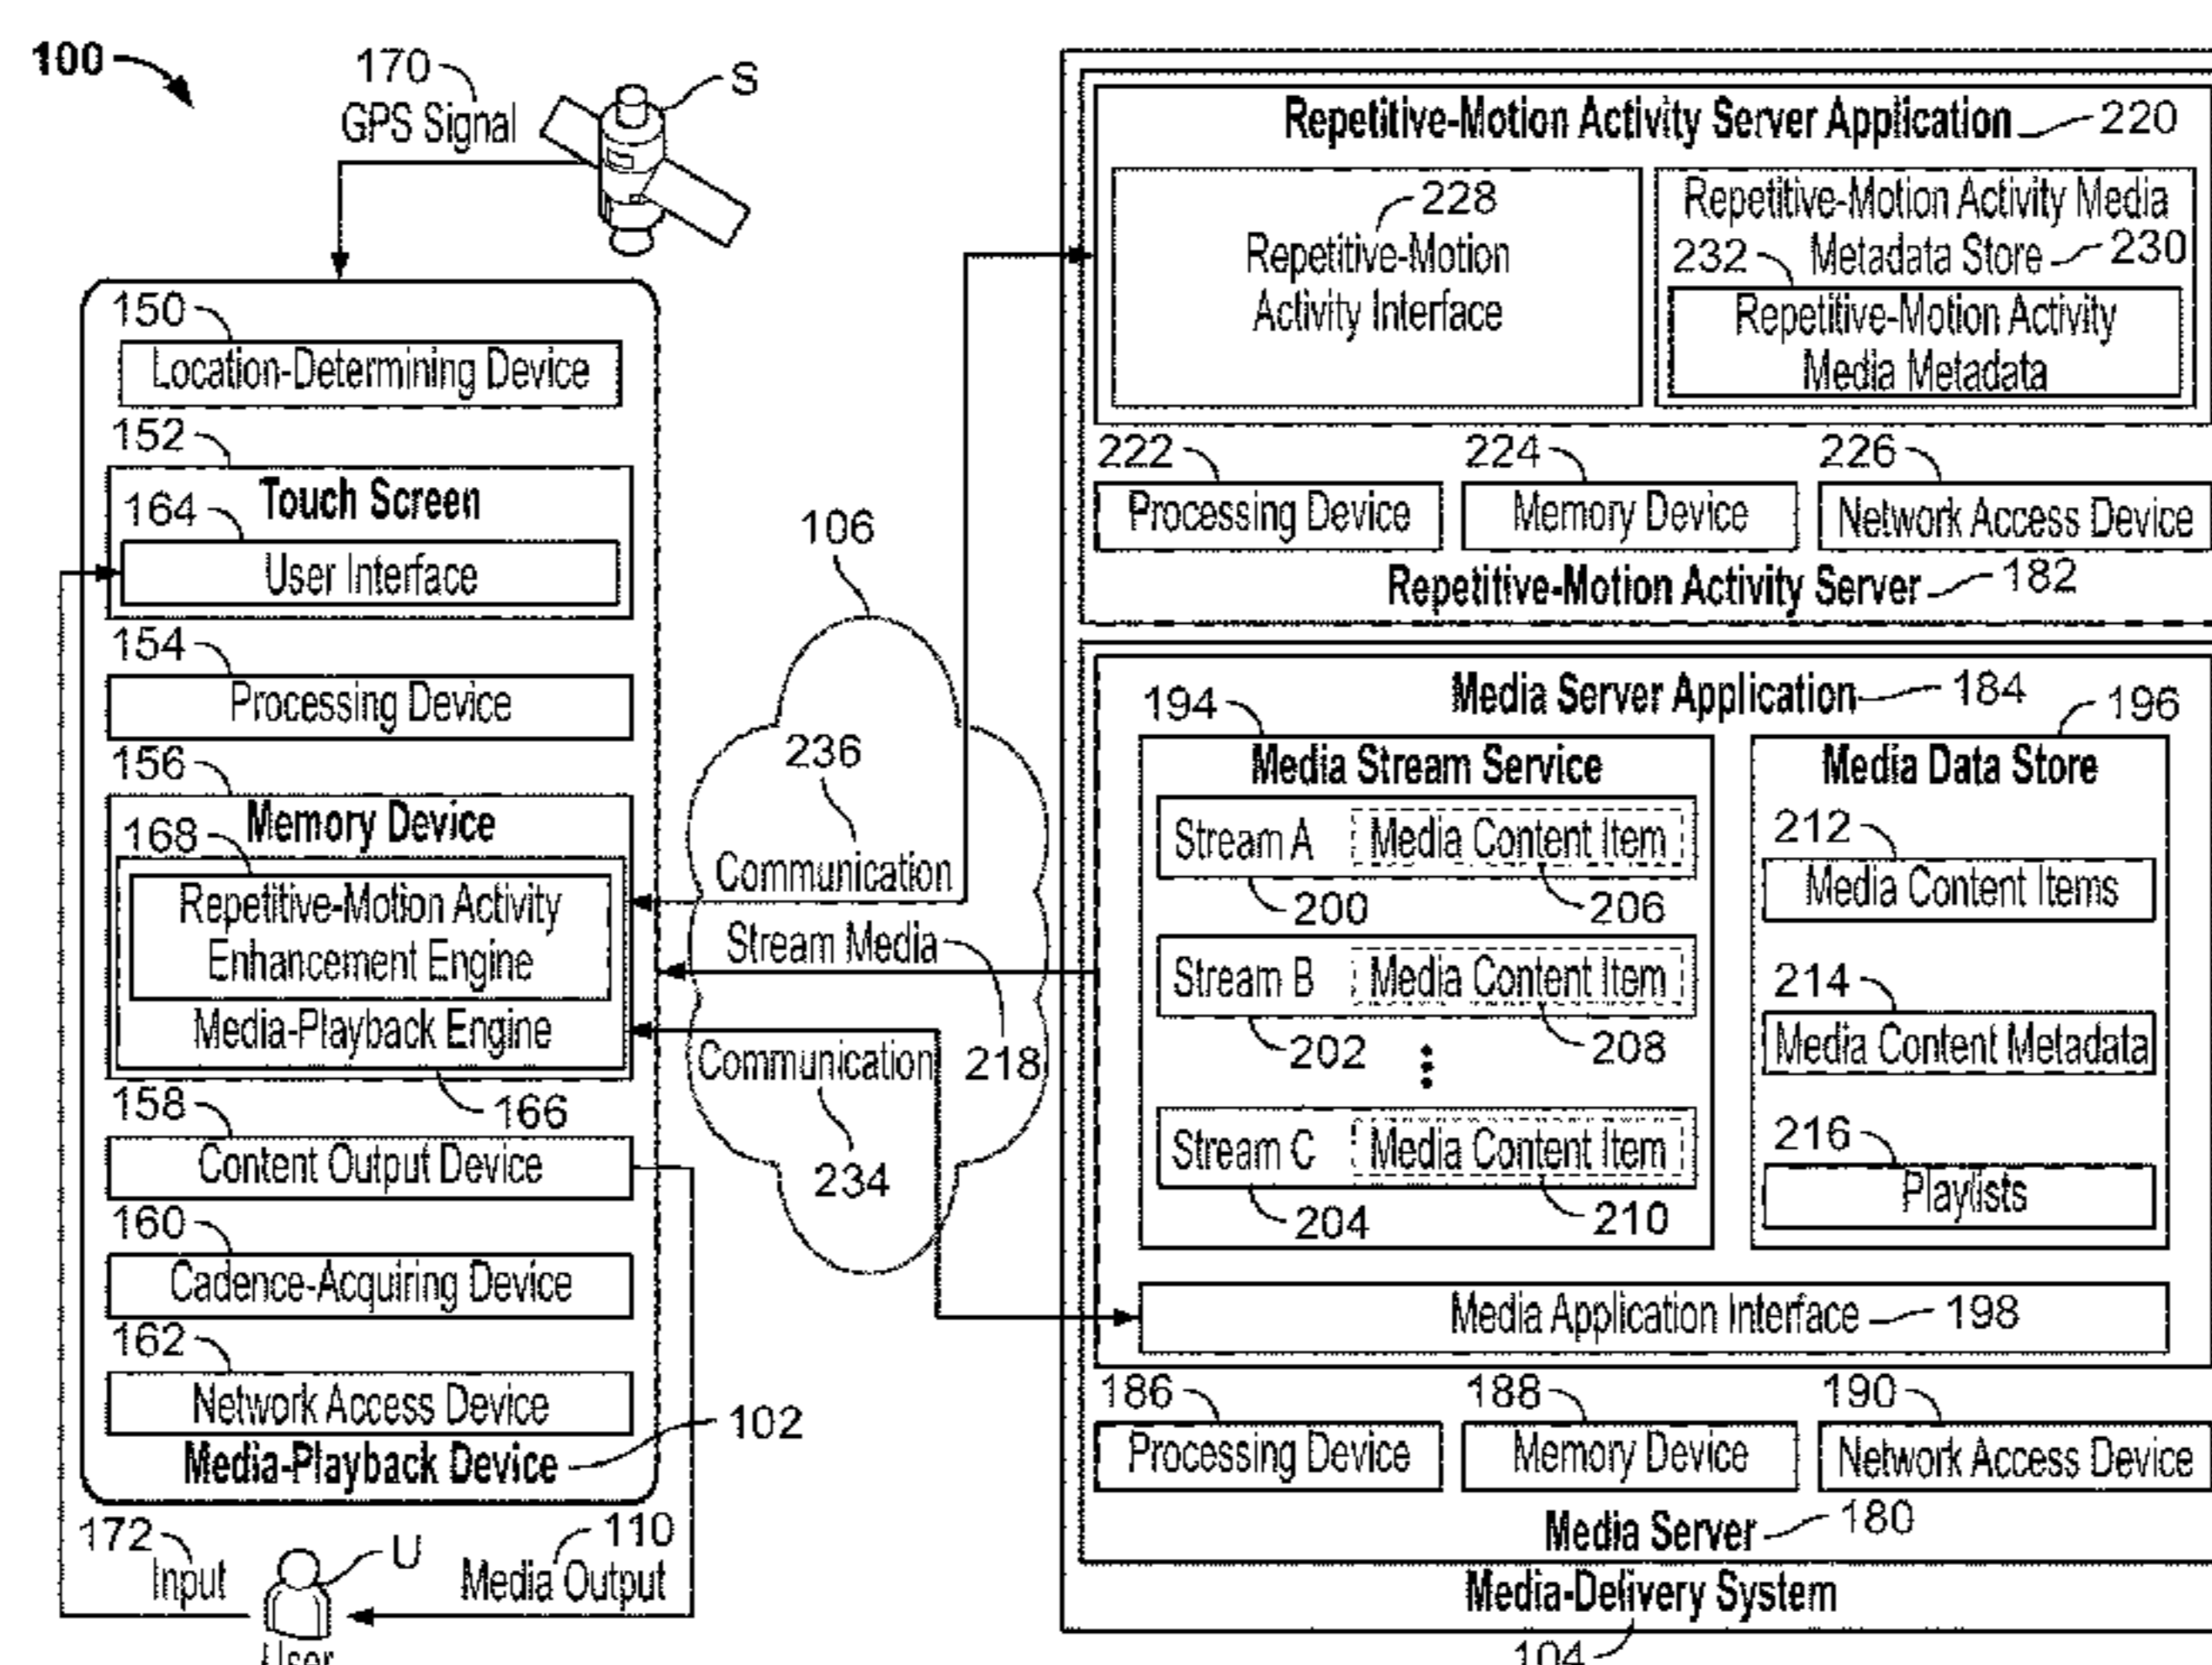 100
170
GPS Signal
S
150
Location-Determining Device
152
Touch Screen
164
User Interface
154
Processing Device
156
Memory Device
168
Repetitive-Motion Activity
Enhancement Engine
Media-Playback Engine
166
158
Content Output Device
160
Cadence-Acquiring Device
162
Network Access Device
Media-Playback Device
102
172
Input
U
110
Media Output
User
106
236
Communication
Stream Media
218
Communication
234
Repetitive-Motion Activity Server Application 220
228
Repetitive-Motion
Activity Interface
Repetitive-Motion Activity Media
Metadata Store 230
232
Repetitive-Motion Activity
Media Metadata
222
Processing Device
224
Memory Device
226
Network Access Device
Repetitive-Motion Activity Server 182
Media Server Application 184
194
Media Stream Service
Stream A Media Content Item
200 206
Stream B Media Content Item
202 208
Stream C Media Content Item
204 210
196
Media Data Store
212
Media Content Items
214
Media Content Metadata
216
Playlists
Media Application Interface 198
186
Processing Device
188
Memory Device
190
Network Access Device
Media Server 180
Media-Delivery System
104